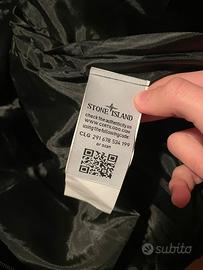 STONE ISLAND
check the authenticity on
www.certilogo.com
using the following code:
CLG 291 678 534 199
or scan
subito